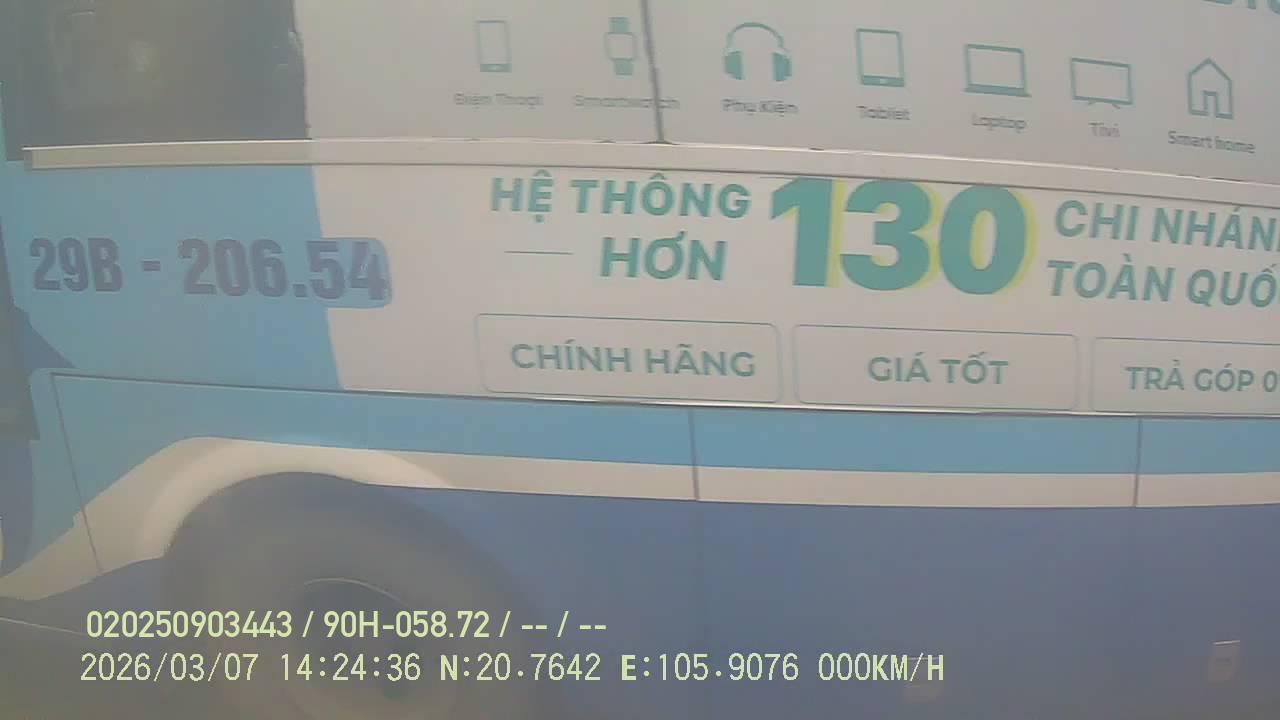 Điện Thoại
Smartwatch
Phụ Kiện
Tablet
Laptop
Tivi
Smart home
HỆ THỐNG
HƠN
130
CHI NHÁN
TOÀN QUỐ
29B - 206.54
CHÍNH HÃNG
GIÁ TỐT
TRẢ GÓP 0
020250903443 / 90H-058.72 / -- / --
2026/03/07 14:24:36 N:20.7642 E:105.9076 000KM/H